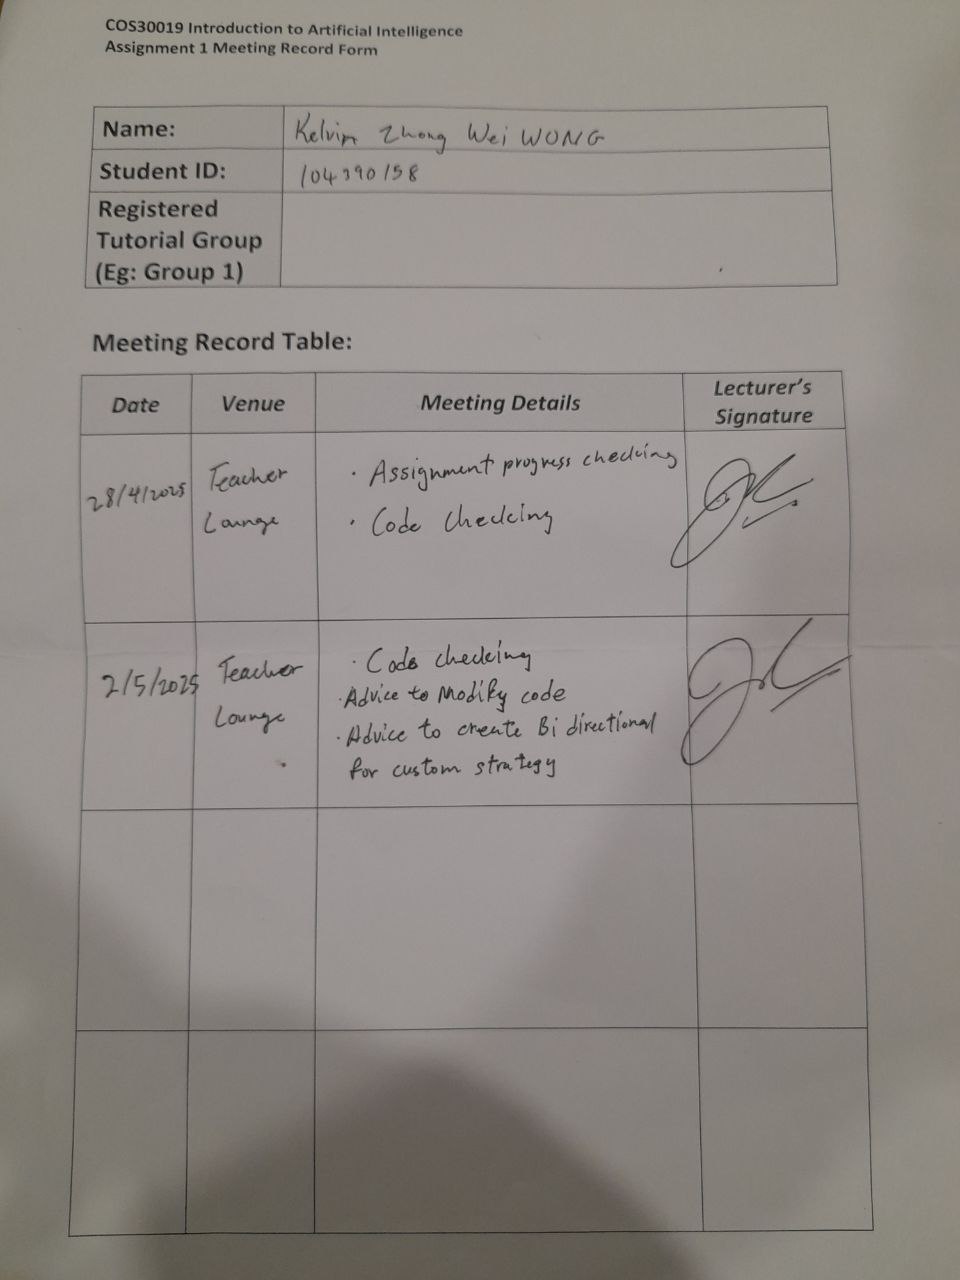 COS30019 Introduction to Artificial Intelligence
Assignment 1 Meeting Record Form
Name: Kelvin Zhong Wei WONG
Student ID: 104390158
Registered
Tutorial Group
(Eg: Group 1)
Meeting Record Table:
Date Venue Meeting Details Lecturer's
Signature
28/4/2025 Teacher
Lounge
· Assignment progress checking
· Code checking
2/5/2025 Teacher
Lounge
· Code checking
· Advice to Modify code
· Advice to create Bi directional
for custom strategy